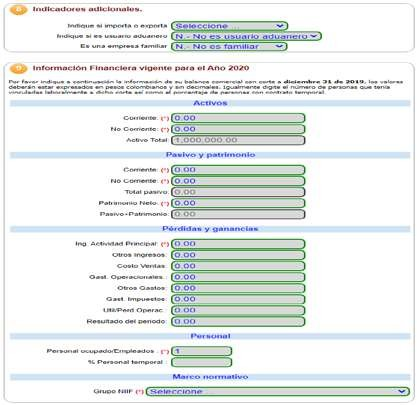 8 Indicadores adicionales.
Indique si importa o exporta Seleccione ...
Indique si es usuario aduanero N.- No es usuario aduanero
Es una empresa familiar N.- No es familiar
9 Información Financiera vigente para el Año 2020
Por favor indique a continuación la información de su balance comercial con corte a diciembre 31 de 2019, los valores
deberán estar expresados en pesos colombianos y sin decimales. Igualmente digite el número de personas que tenía
vinculadas laboralmente a dicho corte así como el porcentaje de personas con contrato temporal.
Activos
Corriente: (*) 0.00
No Corriente: (*) 0.00
Activo Total 1,000,000.00
Pasivo y patrimonio
Corriente: (*) 0.00
No Corriente: (*) 0.00
Total pasivo 0.00
Patrimonio Neto: (*) 0.00
Pasivo+Patrimonio: 0.00
Pérdidas y ganancias
Ing. Actividad Principal: (*) 0.00
Otros Ingresos: 0.00
Costo Ventas: 0.00
Gast. Operacionales.: 0.00
Otros Gastos: 0.00
Gast. Impuestos: 0.00
Util/Perd Operac.: 0.00
Resultado del periodo: 0.00
Personal
Personal ocupado/Empleados : (*) 1
% Personal temporal :
Marco normativo
Grupo NIIF (*) Seleccione ...